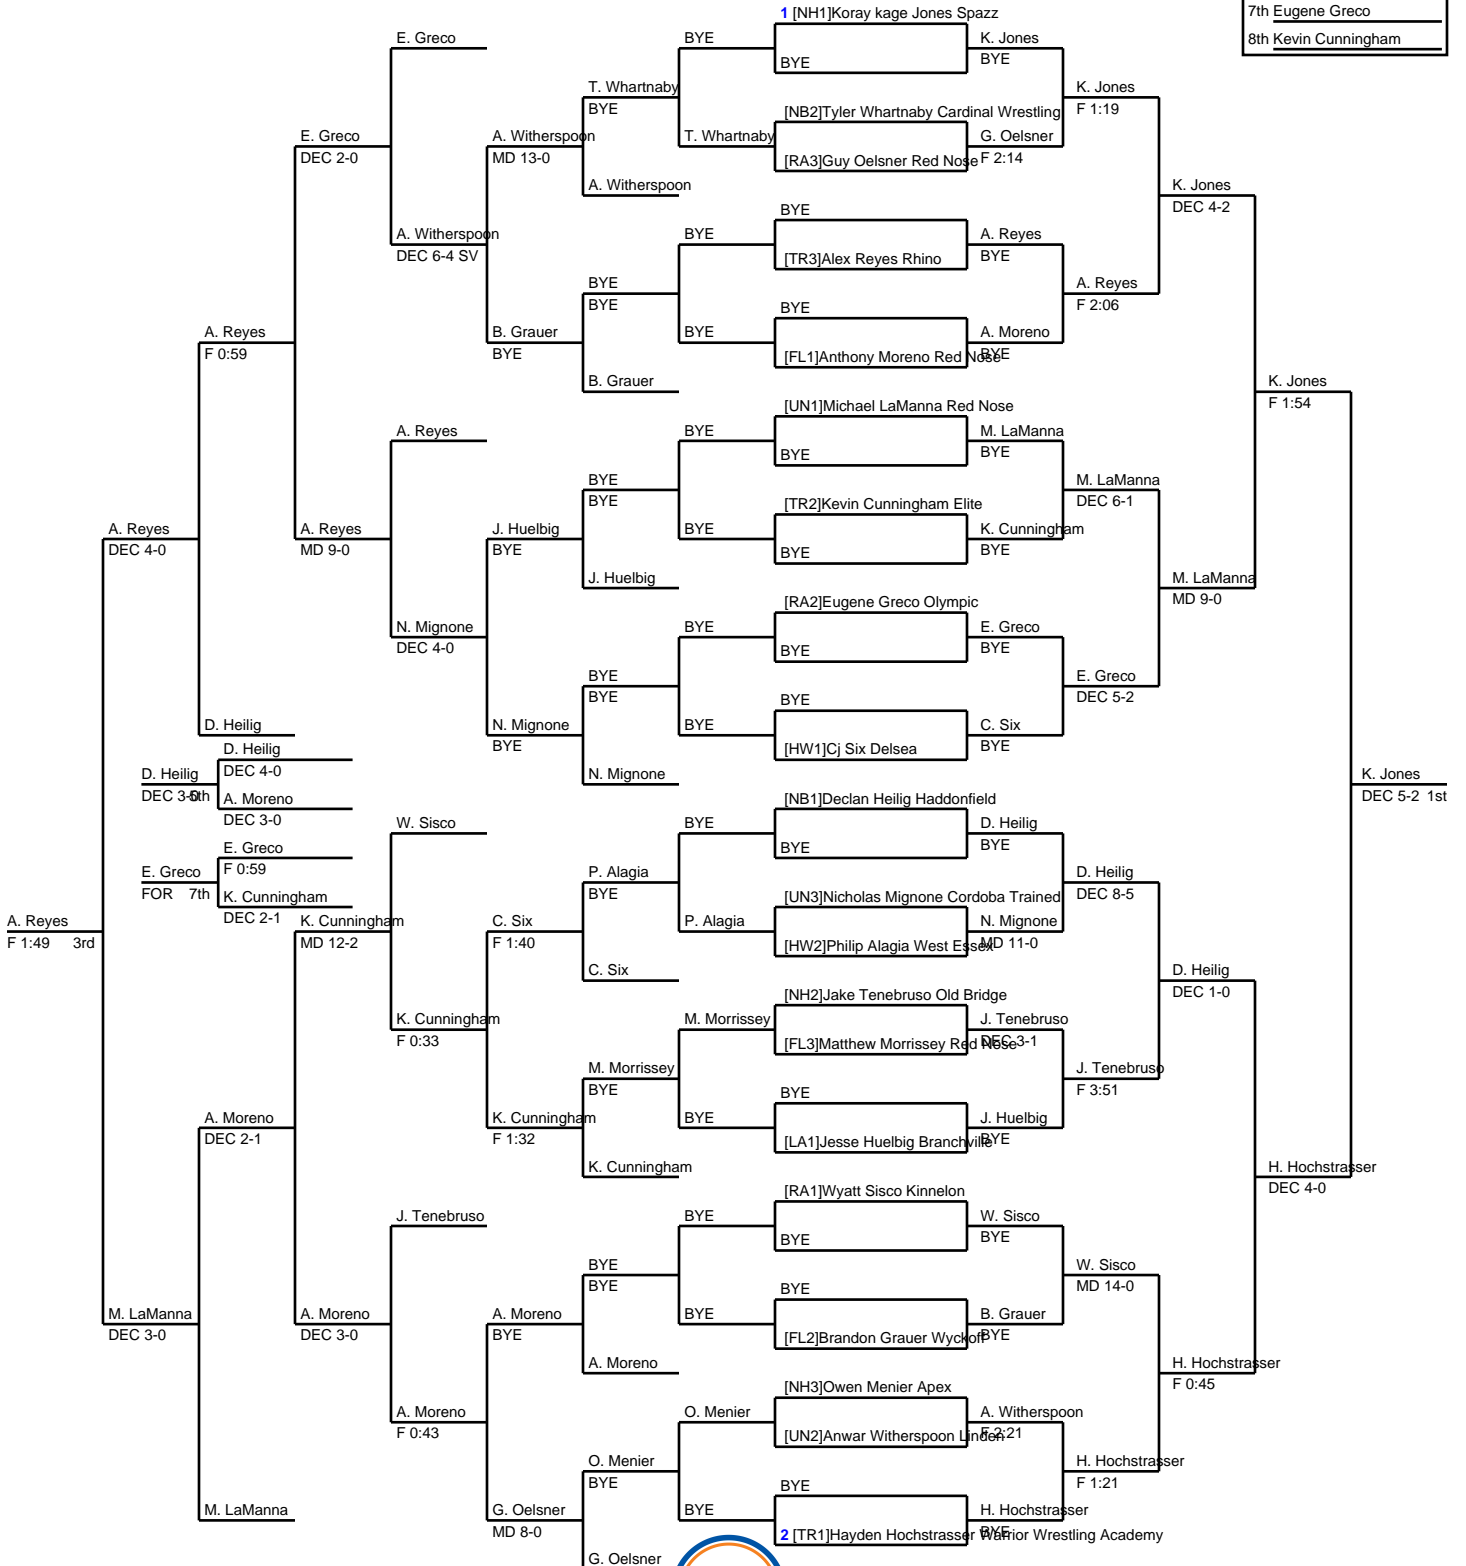 1 [NH1]Koray kage Jones Spazz
7th Eugene Greco
8th Kevin Cunningham
E. Greco
BYE
K. Jones
BYE
BYE
T. Whartnaby
BYE
K. Jones
F 1:19
[NB2]Tyler Whartnaby Cardinal Wrestling
E. Greco
DEC 2-0
A. Witherspoon
MD 13-0
T. Whartnaby
G. Oelsner
F 2:14
[RA3]Guy Oelsner Red Nose
A. Witherspoon
K. Jones
DEC 4-2
BYE
A. Witherspoon
DEC 6-4 SV
BYE
A. Reyes
BYE
[TR3]Alex Reyes Rhino
BYE
BYE
A. Reyes
F 2:06
BYE
A. Reyes
F 0:59
B. Grauer
BYE
BYE
A. Moreno
BYE
[FL1]Anthony Moreno Red Nose
B. Grauer
K. Jones
F 1:54
[UN1]Michael LaManna Red Nose
A. Reyes
BYE
M. LaManna
BYE
BYE
BYE
BYE
M. LaManna
DEC 6-1
[TR2]Kevin Cunningham Elite
A. Reyes
DEC 4-0
A. Reyes
MD 9-0
J. Huelbig
BYE
BYE
K. Cunningham
BYE
BYE
J. Huelbig
M. LaManna
MD 9-0
[RA2]Eugene Greco Olympic
N. Mignone
DEC 4-0
BYE
E. Greco
BYE
BYE
BYE
BYE
E. Greco
DEC 5-2
BYE
D. Heilig
N. Mignone
BYE
BYE
C. Six
BYE
[HW1]Cj Six Delsea
D. Heilig
DEC 4-0
D. Heilig
DEC 3-0 5th
N. Mignone
K. Jones
DEC 5-2 1st
A. Moreno
DEC 3-0
[NB1]Declan Heilig Haddonfield
W. Sisco
BYE
D. Heilig
BYE
BYE
E. Greco
F 0:59
E. Greco
FOR 7th
P. Alagia
BYE
D. Heilig
DEC 8-5
K. Cunningham
DEC 2-1
[UN3]Nicholas Mignone Cordoba Trained
A. Reyes
F 1:49 3rd
K. Cunningham
MD 12-2
C. Six
F 1:40
P. Alagia
N. Mignone
MD 11-0
[HW2]Philip Alagia West Essex
C. Six
D. Heilig
DEC 1-0
[NH2]Jake Tenebruso Old Bridge
K. Cunningham
F 0:33
M. Morrissey
J. Tenebruso
DEC 3-1
[FL3]Matthew Morrissey Red Nose
M. Morrissey
BYE
J. Tenebruso
F 3:51
BYE
A. Moreno
DEC 2-1
K. Cunningham
F 1:32
BYE
J. Huelbig
BYE
[LA1]Jesse Huelbig Branchville
K. Cunningham
H. Hochstrasser
DEC 4-0
[RA1]Wyatt Sisco Kinnelon
J. Tenebruso
BYE
W. Sisco
BYE
BYE
BYE
BYE
W. Sisco
MD 14-0
BYE
M. LaManna
DEC 3-0
A. Moreno
DEC 3-0
A. Moreno
BYE
BYE
B. Grauer
BYE
[FL2]Brandon Grauer Wyckoff
A. Moreno
H. Hochstrasser
F 0:45
[NH3]Owen Menier Apex
A. Moreno
F 0:43
O. Menier
A. Witherspoon
F 2:21
[UN2]Anwar Witherspoon Linden
O. Menier
BYE
H. Hochstrasser
F 1:21
BYE
M. LaManna
G. Oelsner
MD 8-0
BYE
H. Hochstrasser
BYE
2 [TR1]Hayden Hochstrasser Warrior Wrestling Academy
G. Oelsner